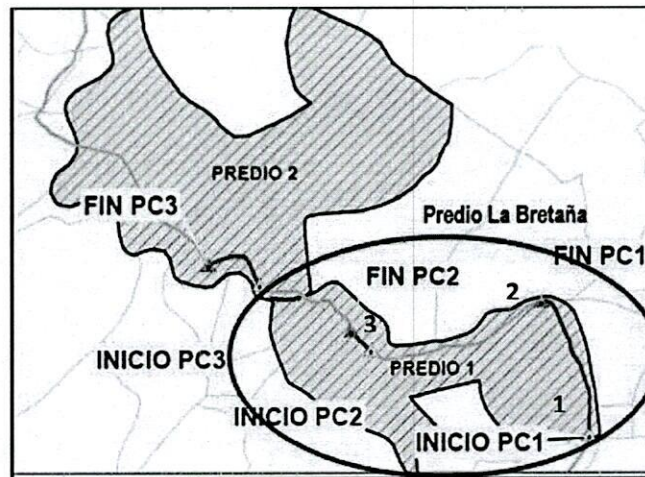 PREDIO 2
FIN PC3
Predio La Bretaña
FIN PC1
FIN PC2
2
3
INICIO PC3
PREDIO 1
INICIO PC2
1
INICIO PC1